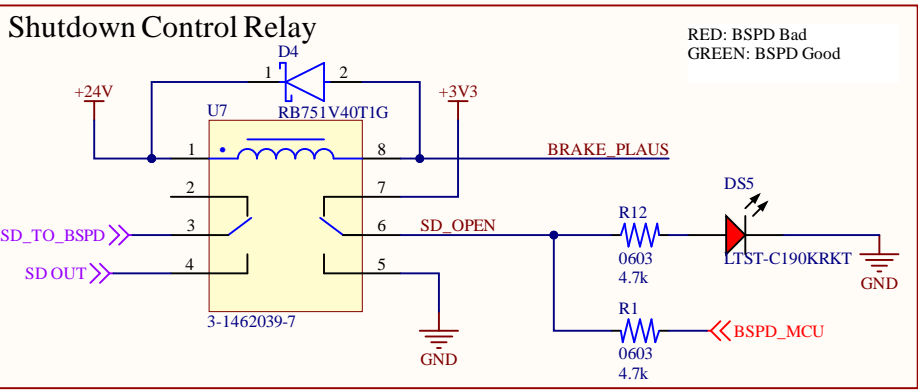 Shutdown Control Relay
RED: BSPD Bad
GREEN: BSPD Good
D4
1 2
+24V
+3V3
U7
RB751V40T1G
1
8
BRAKE_PLAUS
2
7
DS5
SD_TO_BSPD
3
6
SD_OPEN
R12
SD OUT
4
5
0603
4.7k
LTST-C190KRKT
GND
3-1462039-7
R1
BSPD_MCU
GND
0603
4.7k